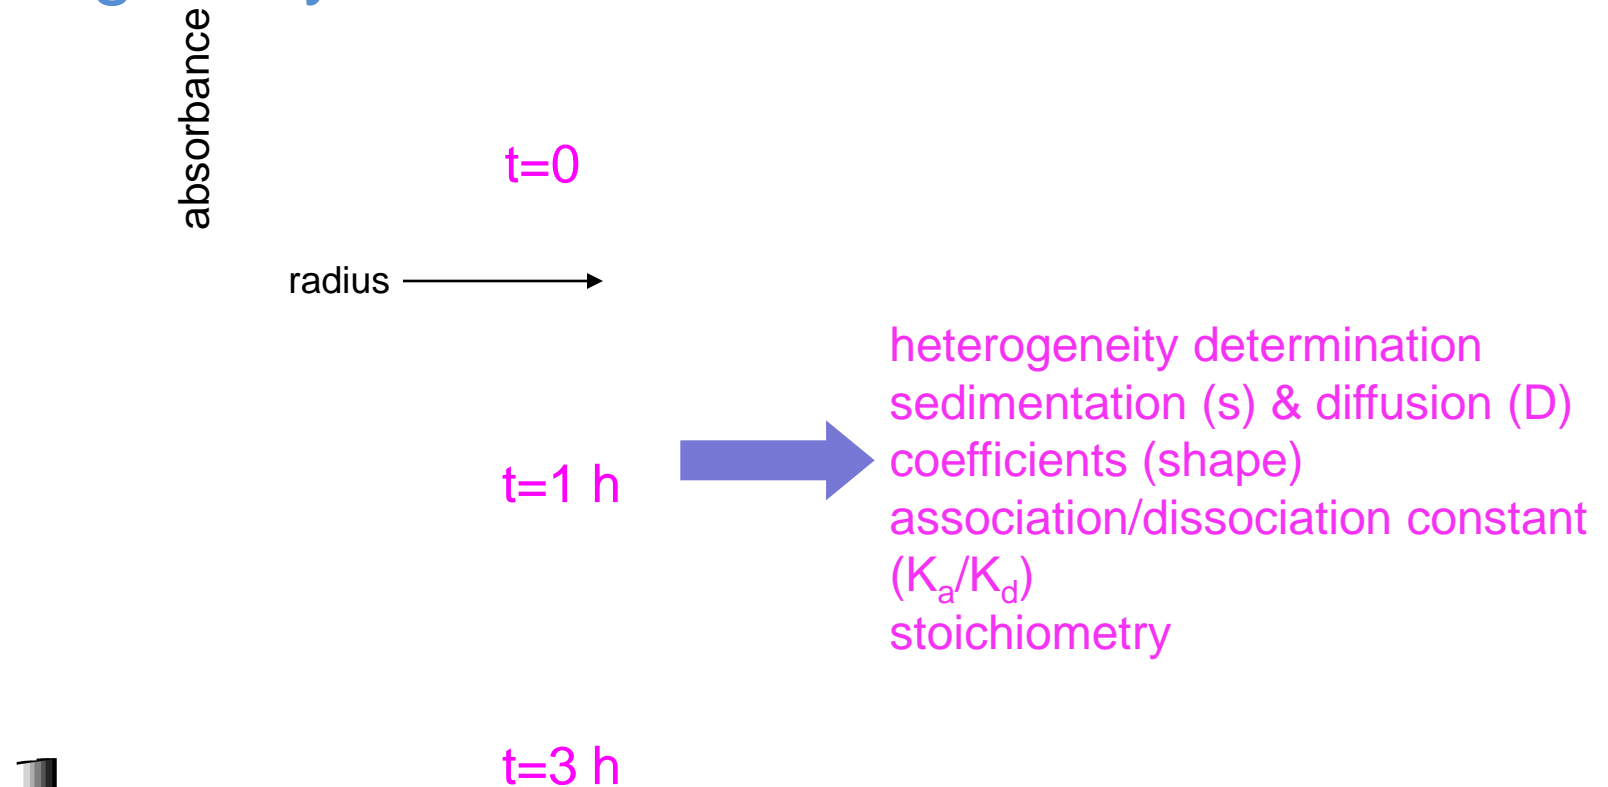 absorbance
t=0
radius
heterogeneity determination
sedimentation (s) & diffusion (D)
coefficients (shape)
t=1 h
association/dissociation constant
(Ka/Kd)
stoichiometry
t=3 h